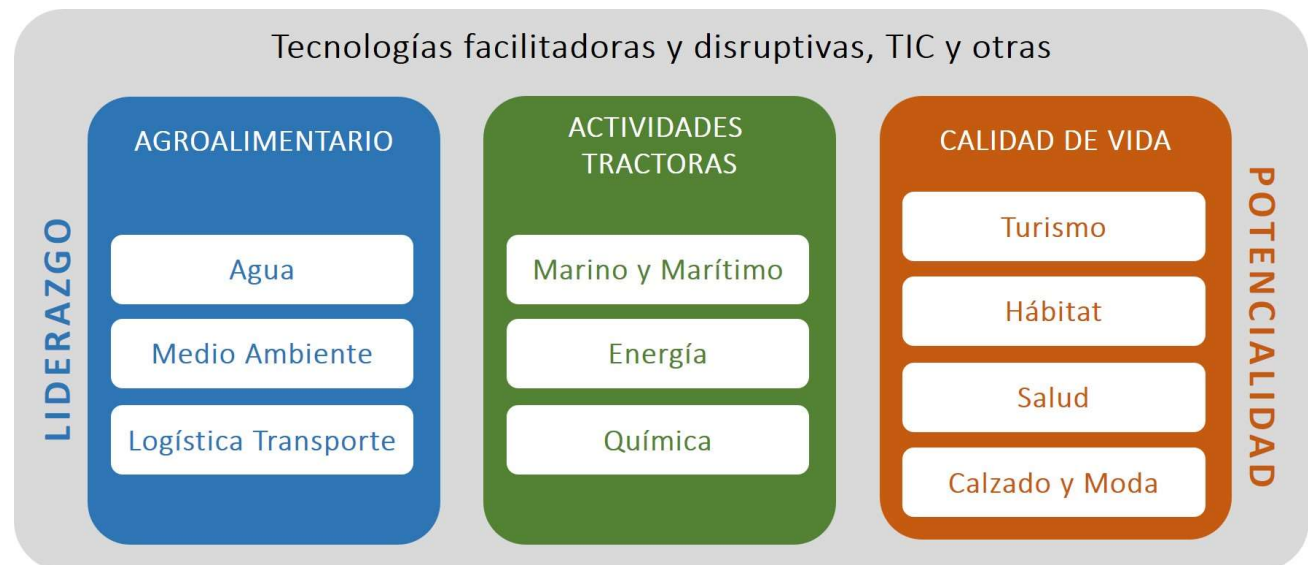 Tecnologías facilitadoras y disruptivas, TIC y otras
LIDERAZGO
AGROALIMENTARIO
Agua
Medio Ambiente
Logística Transporte
ACTIVIDADES
TRACTORAS
Marino y Marítimo
Energía
Química
CALIDAD DE VIDA
Turismo
Hábitat
Salud
Calzado y Moda
POTENCIALIDAD